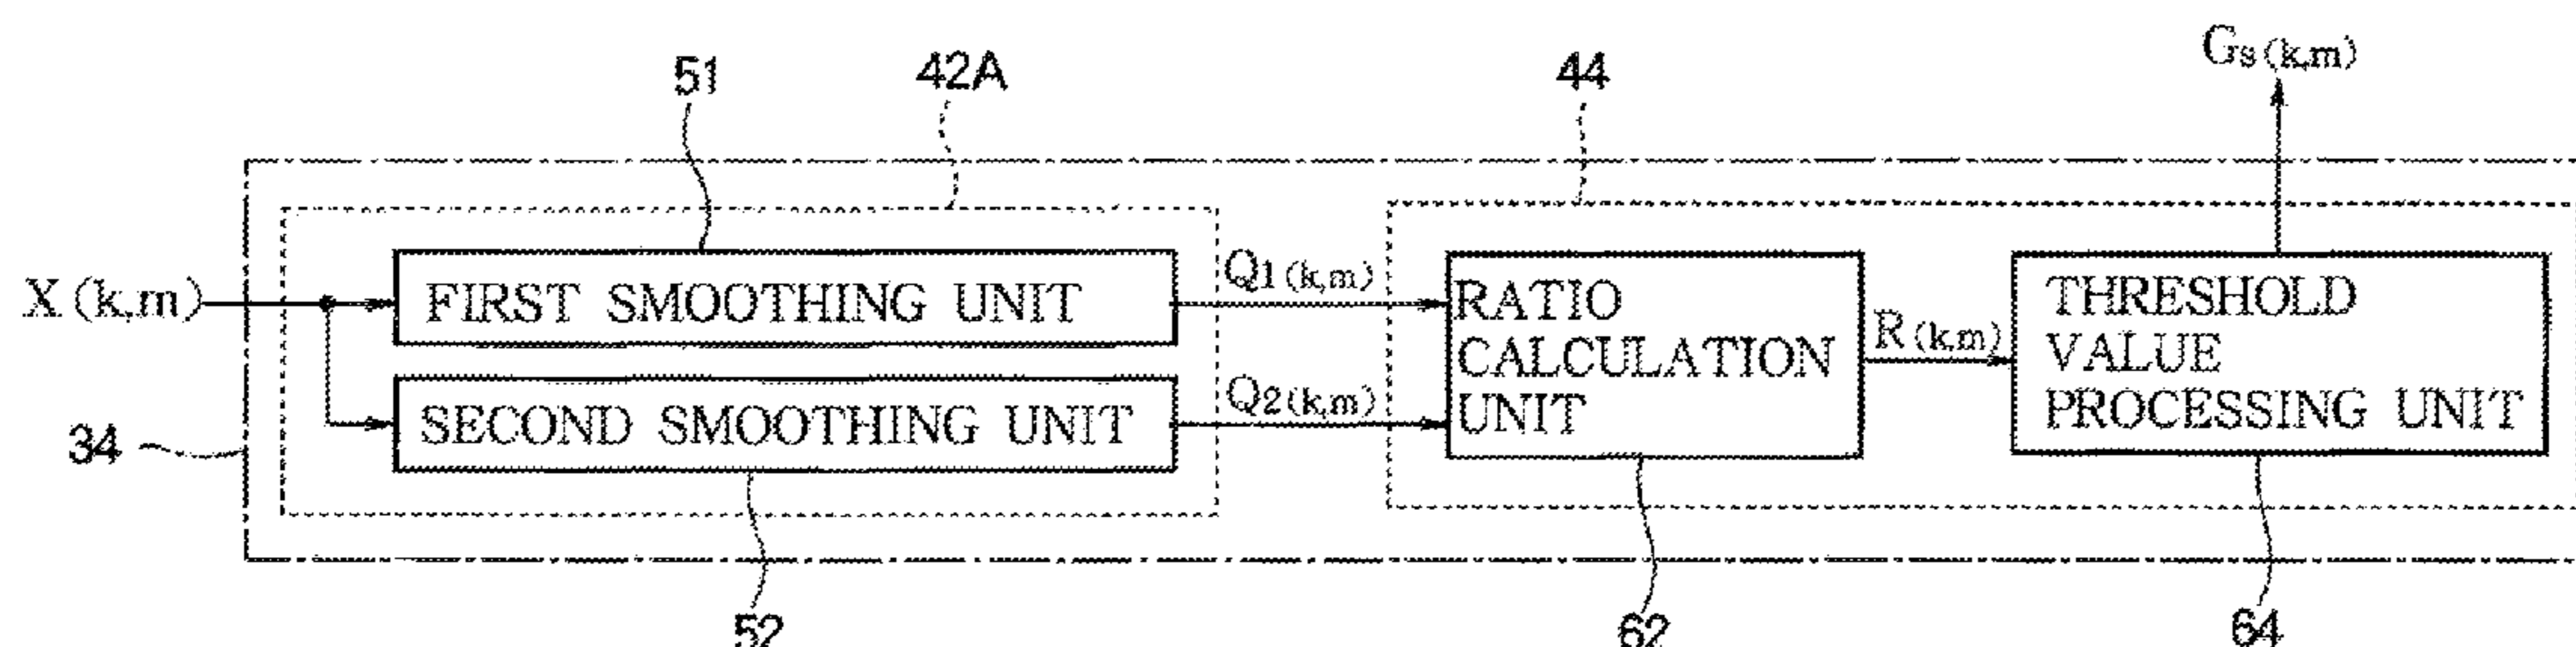 51
42A
44
Gs(k,m)
X(k,m)
FIRST SMOOTHING UNIT
Q1(k,m)
RATIO
CALCULATION
UNIT
R(k,m)
THRESHOLD
VALUE
PROCESSING UNIT
SECOND SMOOTHING UNIT
Q2(k,m)
34
52
62
64